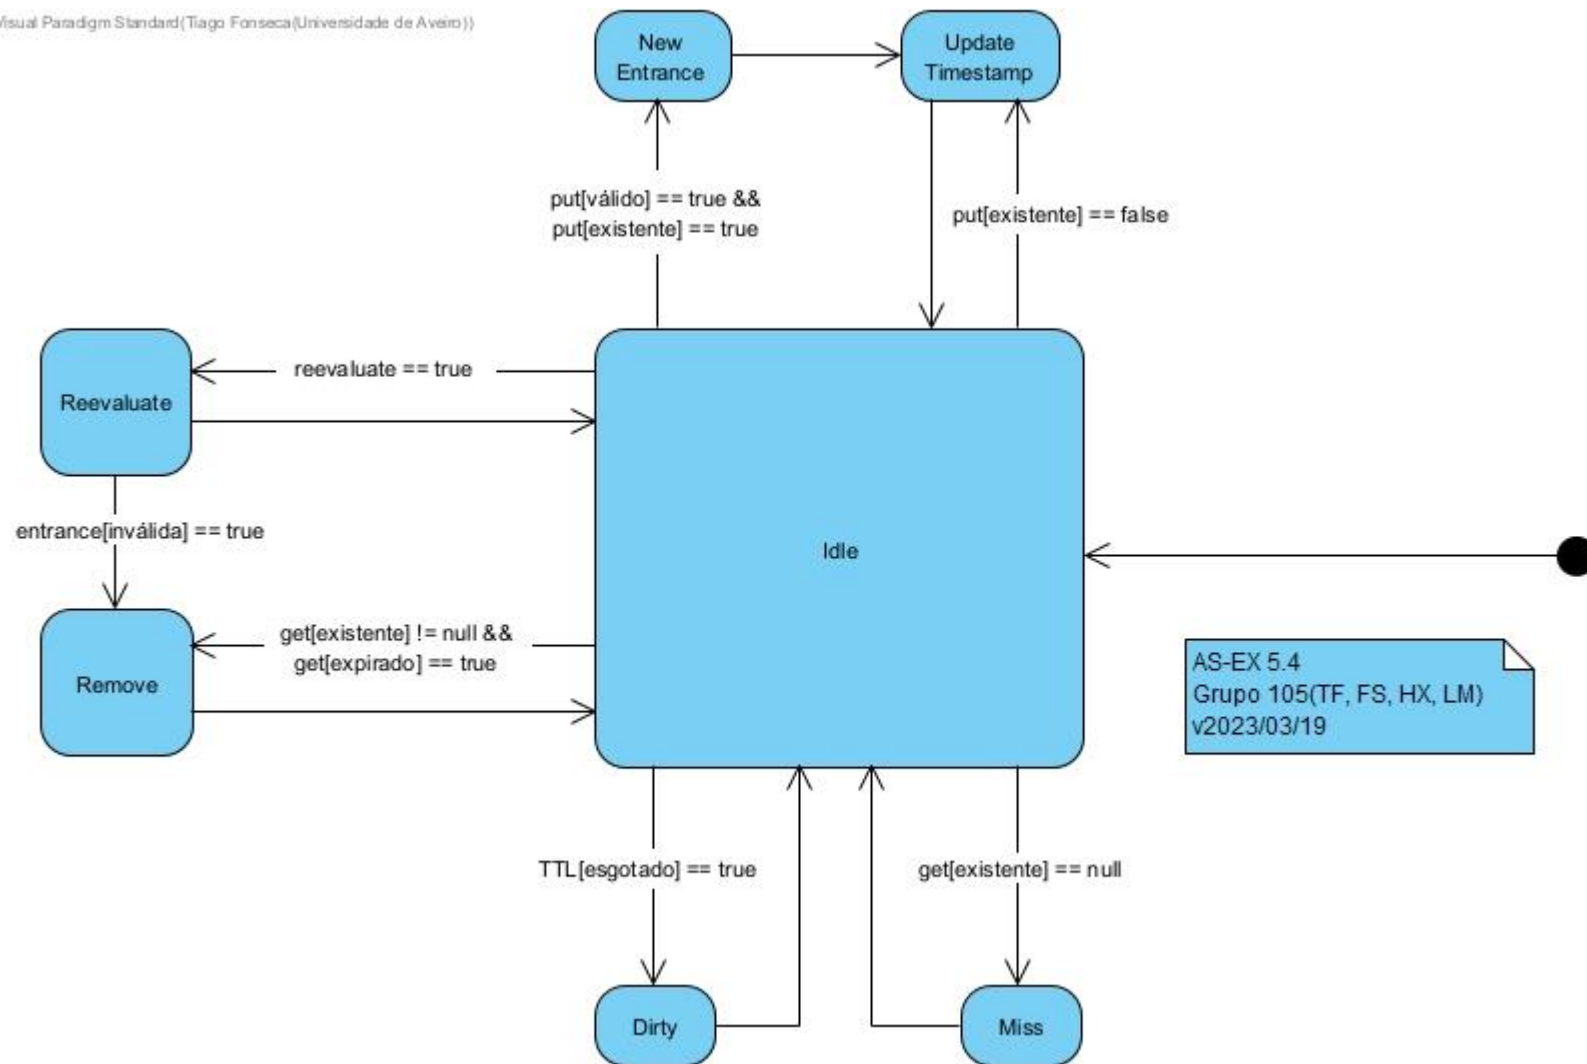 Visual Paradigm Standard(Tiago Fonseca(Universidade de Aveiro))
New
Entrance
Update
Timestamp
put[válido] == true &&
put[existente] == true
put[existente] == false
reevaluate == true
Reevaluate
entrance[inválida] == true
Idle
get[existente] != null &&
get[expirado] == true
Remove
AS-EX 5.4
Grupo 105(TF, FS, HX, LM)
v2023/03/19
TTL[esgotado] == true
get[existente] == null
Dirty
Miss